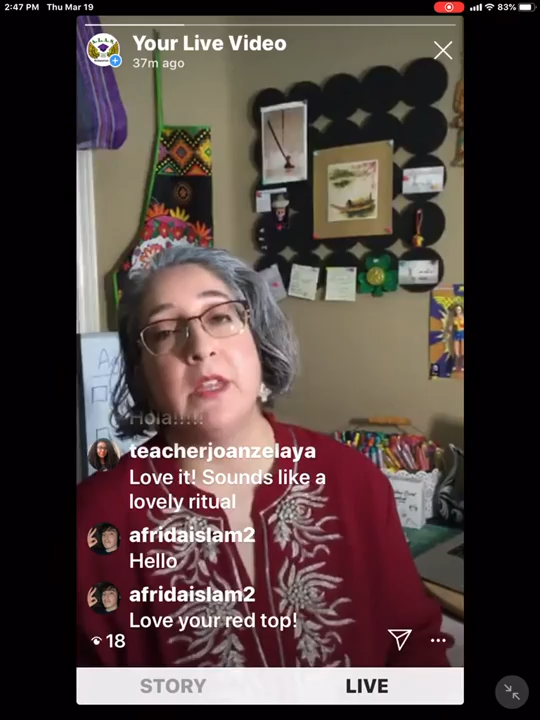 2:47 PM Thu Mar 19
83%
Your Live Video
37m ago
Hola!!!!!
teacherjoanzelaya
Love it! Sounds like a
lovely ritual
afridaislam2
Hello
afridaislam2
Love your red top!
18
STORY LIVE